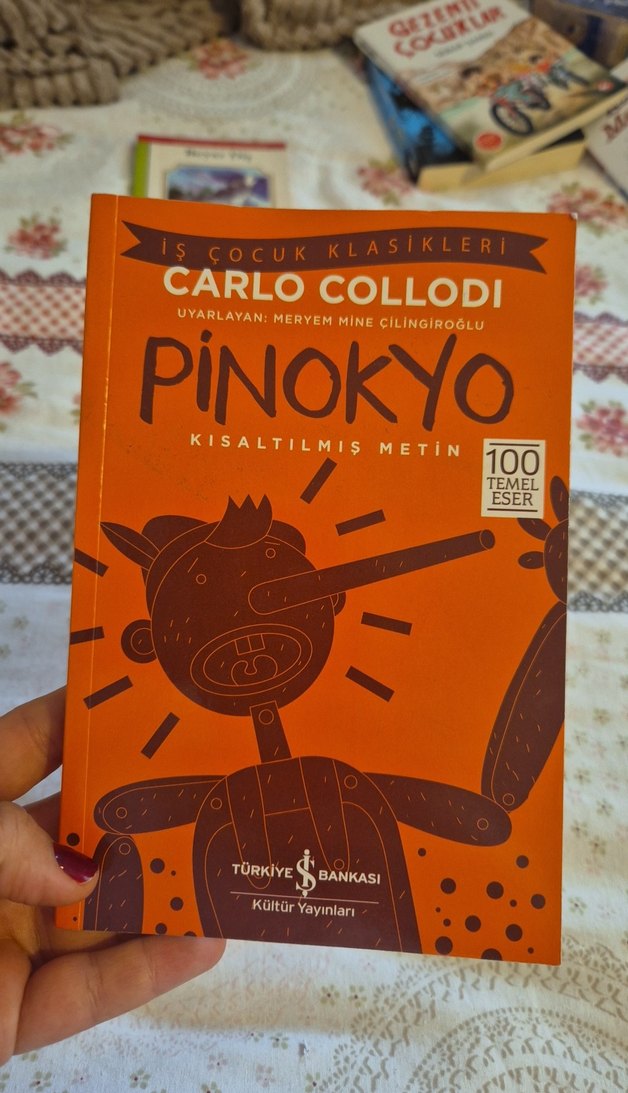 GEZENTİ
ÇOCUKLAR
İŞ ÇOCUK KLASİKLERİ
CARLO COLLODI
UYARLAYAN: MERYEM MİNE ÇİLİNGİROĞLU
PİNOKYO
KISALTILMIŞ METİN
100
TEMEL
ESER
TÜRKİYE İŞ BANKASI
Kültür Yayınları